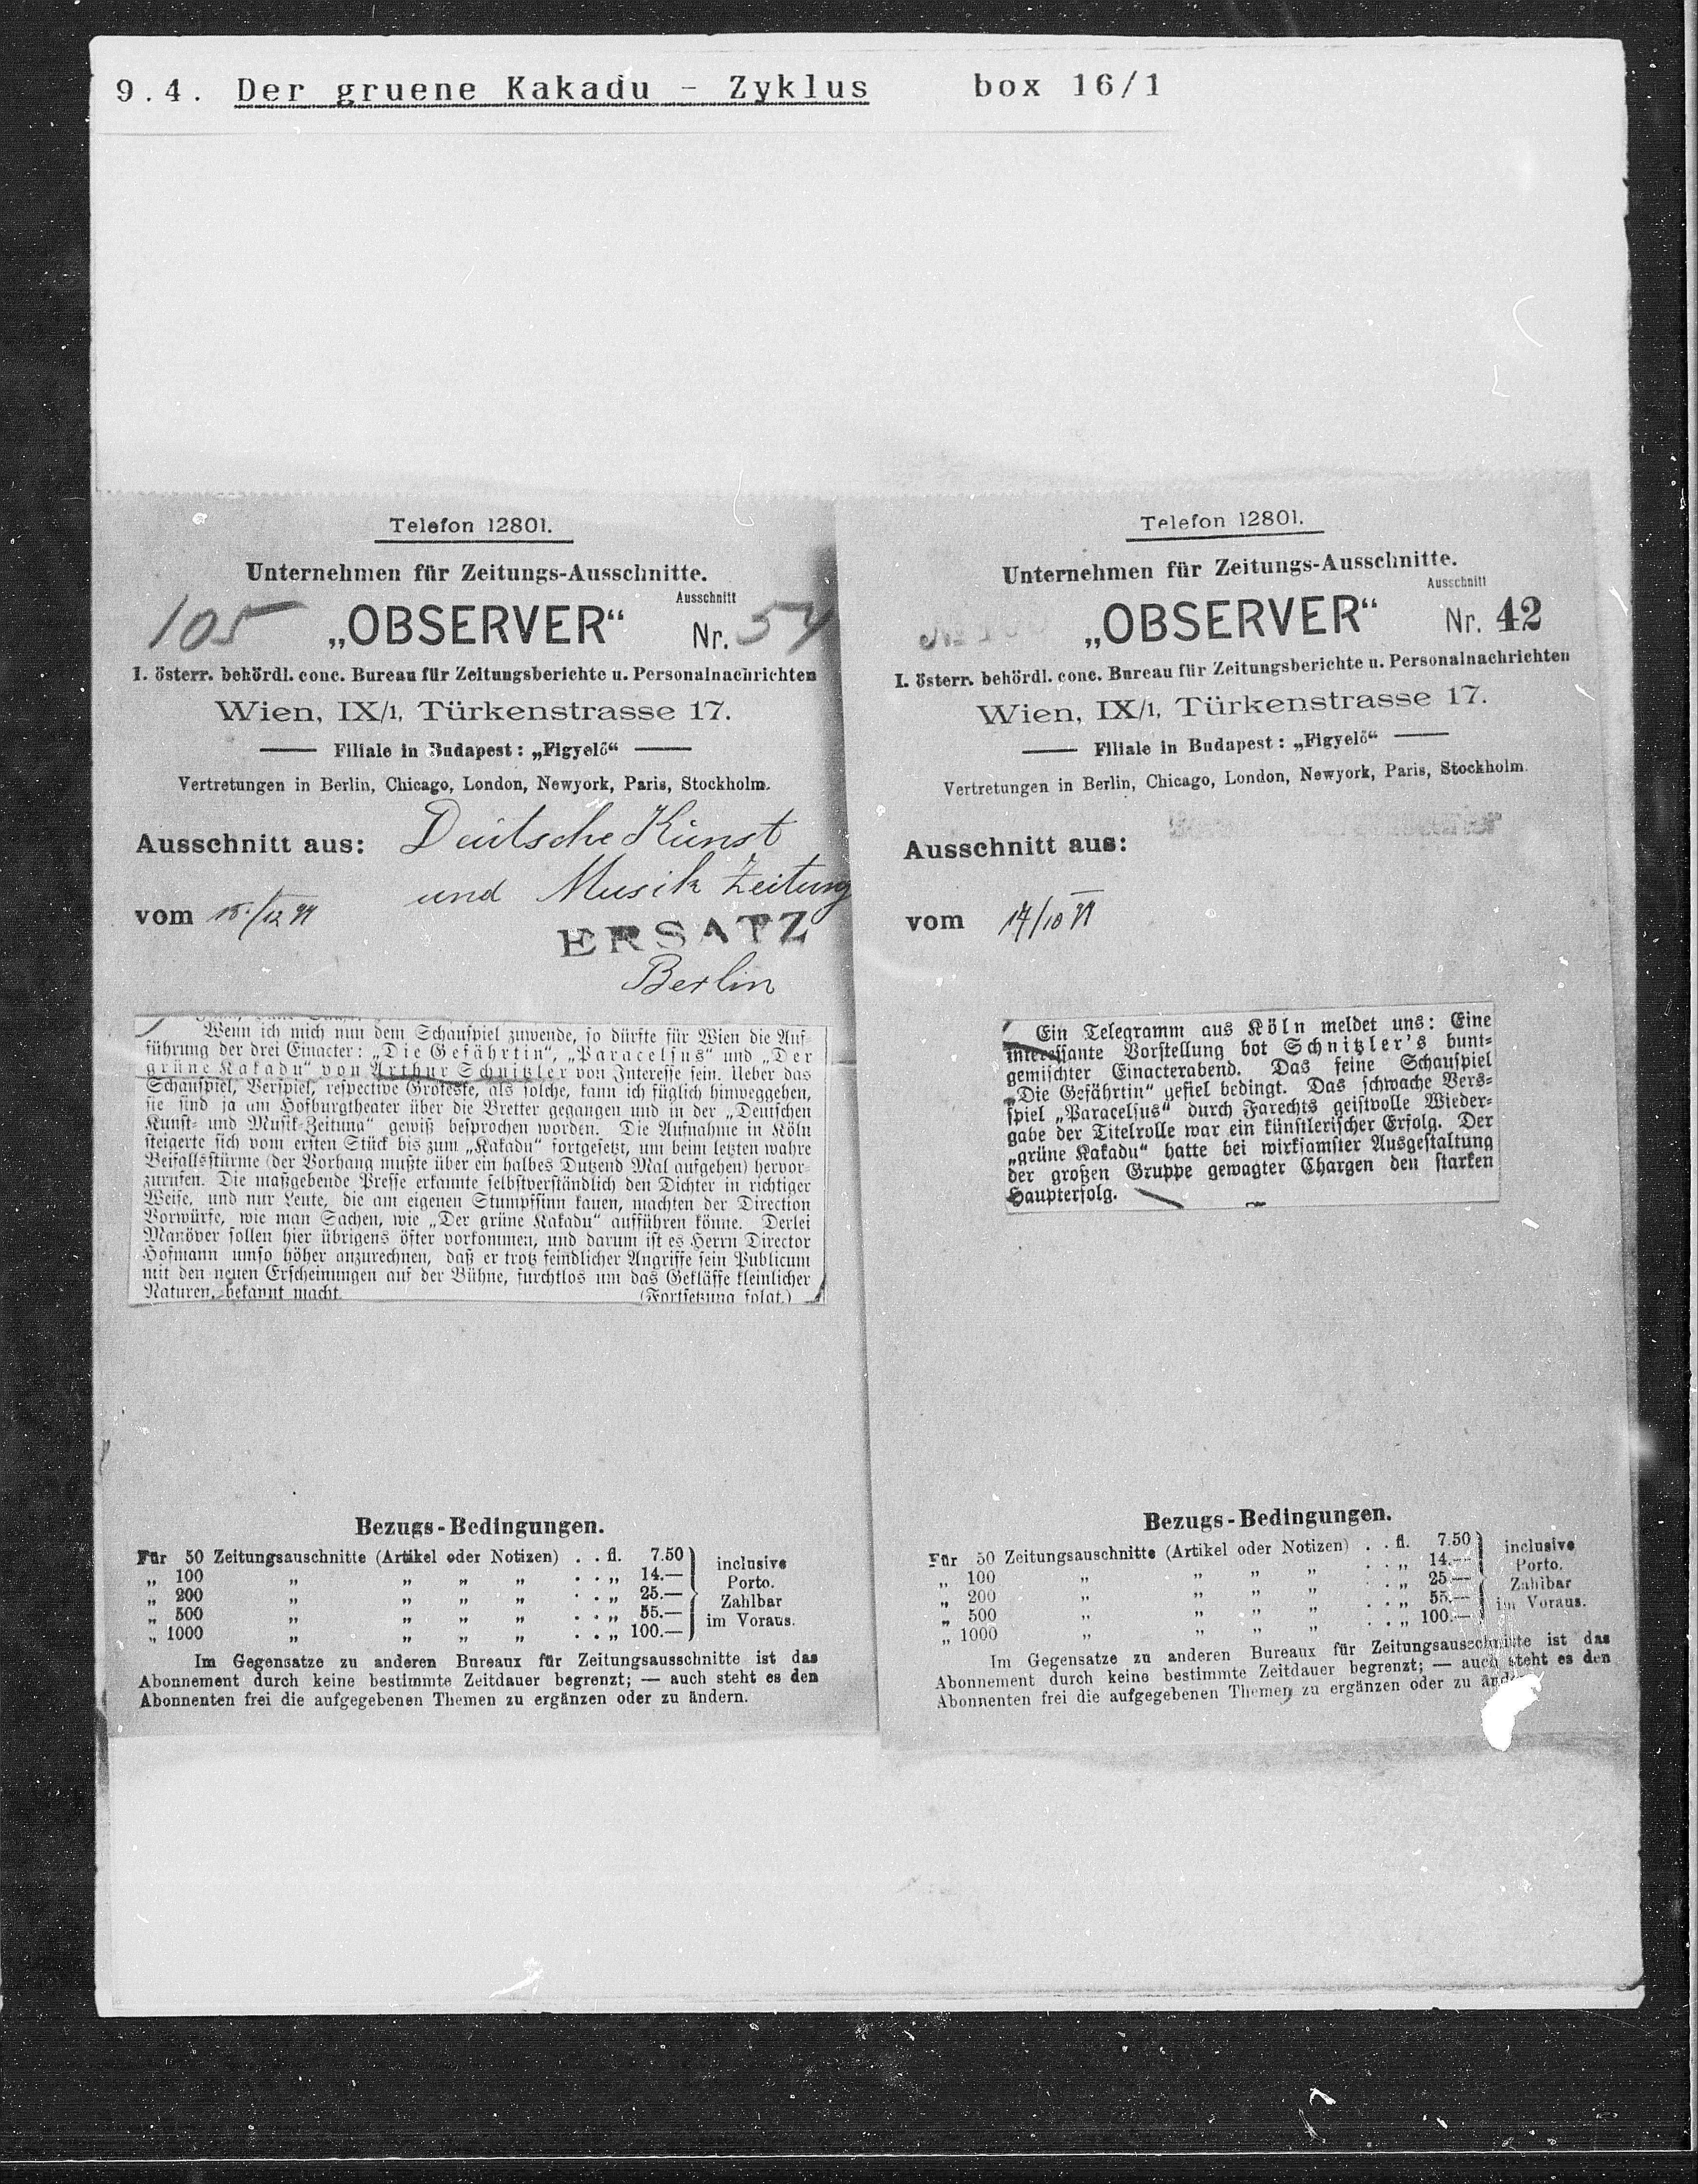 9.4. Der gruene Kakadu - Zyklus box 16/1
Telefon 12801.
Unternehmen für Zeitungs-Ausschnitte.
105 „OBSERVER“ Ausschnitt Nr. 54
I. österr. behördl. conc. Bureau für Zeitungsberichte u. Personalnachrichten
Wien, IX/1, Türkenstrasse 17.
Filiale in Budapest: „Figyelő“
Vertretungen in Berlin, Chicago, London, Newyork, Paris, Stockholm.
Ausschnitt aus: Deutsche Kunst
und Musik Zeitung
vom 15./12 99
ERSATZ
Berlin
Wenn ich mich nun dem Schauspiel zuwende, so dürfte für Wien die Auf-
führung der drei Einacter: „Die Gefährtin“, „Paracelsus“ und „Der
grüne Kakadu“ von Arthur Schnitzler von Interesse sein. Ueber das
Schauspiel, Verspiel, respective Groteske, als solche, kann ich füglich hinweggehen,
sie sind ja am Hofburgtheater über die Bretter gegangen und in der „Deutschen
Kunst- und Musik-Zeitung“ gewiß besprochen worden. Die Aufnahme in Köln
steigerte sich vom ersten Stück bis zum „Kakadu“ fortgesetzt, um beim letzten wahre
Beifallsstürme (der Vorhang mußte über ein halbes Dutzend Mal aufgehen) hervor-
zurufen. Die maßgebende Presse erkannte selbstverständlich den Dichter in richtiger
Weise, und nur Leute, die am eigenen Stumpfsinn kauen, machten der Direction
Vorwürfe, wie man Sachen, wie „Der grüne Kakadu“ aufführen könne. Derlei
Manöver sollen hier übrigens öfter vorkommen, und darum ist es Herrn Director
Hofmann umso höher anzurechnen, daß er trotz feindlicher Angriffe sein Publicum
mit den neuen Erscheinungen auf der Bühne, furchtlos um das Gekläffe kleinlicher
Naturen, bekannt macht. (Fortsetzung folgt.)
Bezugs-Bedingungen.
Für 50 Zeitungsauschnitte (Artikel oder Notizen) . . fl. 7.50
„ 100 „ „ „ „ . . „ 14.—
„ 200 „ „ „ „ . . „ 25.—
„ 500 „ „ „ „ . . „ 55.—
„ 1000 „ „ „ „ . . „ 100.—
inclusive
Porto.
Zahlbar
im Voraus.
Im Gegensatze zu anderen Bureaux für Zeitungsausschnitte ist das
Abonnement durch keine bestimmte Zeitdauer begrenzt; — auch steht es den
Abonnenten frei die aufgegebenen Themen zu ergänzen oder zu ändern.
Telefon 12801.
Unternehmen für Zeitungs-Ausschnitte.
„OBSERVER“ Ausschnitt Nr. 42
I. österr. behördl. conc. Bureau für Zeitungsberichte u. Personalnachrichten
Wien, IX/1, Türkenstrasse 17.
Filiale in Budapest: „Figyelő“
Vertretungen in Berlin, Chicago, London, Newyork, Paris, Stockholm.
Ausschnitt aus:
vom 14/10 99
Ein Telegramm aus Köln meldet uns: Eine
interessante Vorstellung bot Schnitzler's bunt-
gemischter Einacterabend. Das feine Schauspiel
„Die Gefährtin“ gefiel bedingt. Das schwache Vers-
spiel „Paracelsus“ durch Farechts geistvolle Wieder-
gabe der Titelrolle war ein künstlerischer Erfolg. Der
„grüne Kakadu“ hatte bei wirksamster Ausgestaltung
der großen Gruppe gewagter Chargen den starken
Haupterfolg.
Bezugs-Bedingungen.
Für 50 Zeitungsauschnitte (Artikel oder Notizen) . . fl. 7.50
„ 100 „ „ „ „ . . „ 14.—
„ 200 „ „ „ „ . . „ 25.—
„ 500 „ „ „ „ . . „ 55.—
„ 1000 „ „ „ „ . . „ 100.—
inclusive
Porto.
Zahlbar
im Voraus.
Im Gegensatze zu anderen Bureaux für Zeitungsausschnitte ist das
Abonnement durch keine bestimmte Zeitdauer begrenzt; — auch steht es den
Abonnenten frei die aufgegebenen Themen zu ergänzen oder zu